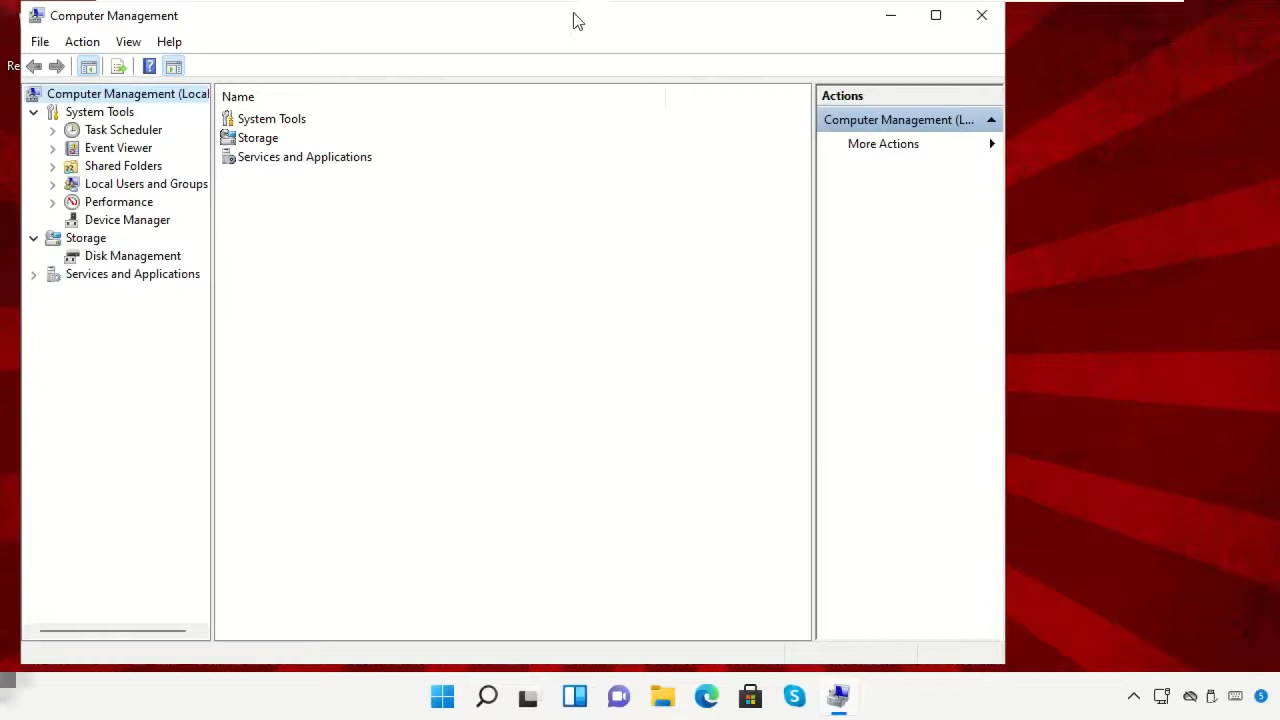 Computer Management
File Action View Help
Re
Computer Management (Local
System Tools
Task Scheduler
Event Viewer
Shared Folders
Local Users and Groups
Performance
Device Manager
Storage
Disk Management
Services and Applications
Name
System Tools
Storage
Services and Applications
Actions
Computer Management (L...
More Actions
5